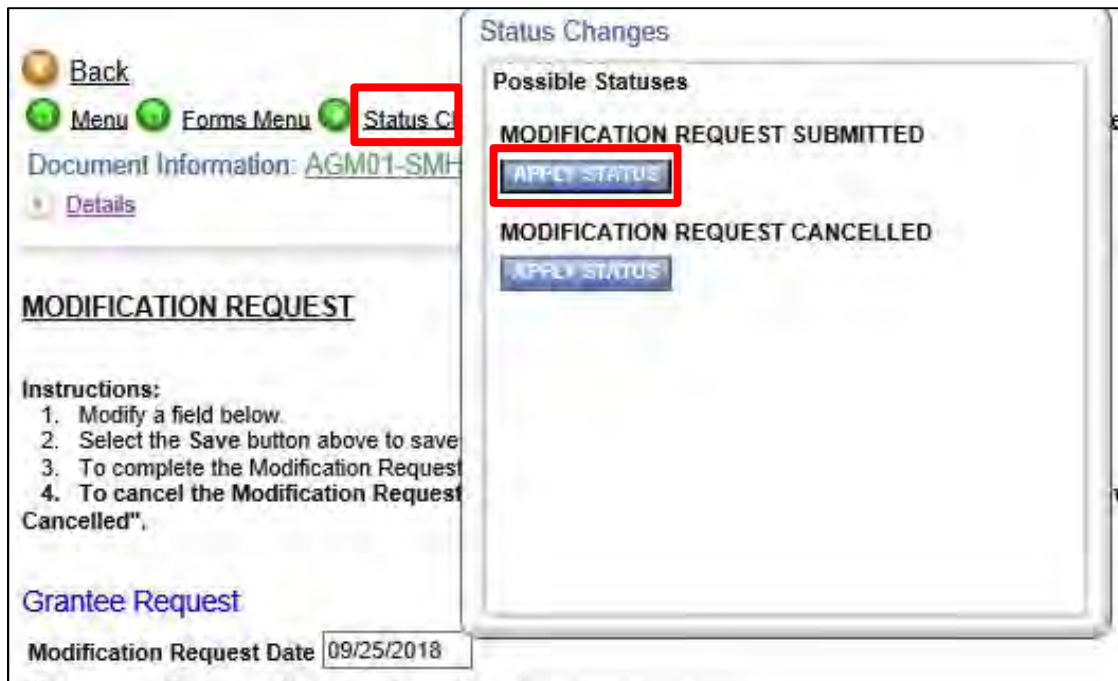 Back
Menu Forms Menu Status C
Document Information: AGM01-SMH
Details
MODIFICATION REQUEST
Instructions:
1. Modify a field below.
2. Select the Save button above to save
3. To complete the Modification Request
4. To cancel the Modification Request
Cancelled".
Grantee Request
Modification Request Date 09/25/2018
Status Changes
Possible Statuses
MODIFICATION REQUEST SUBMITTED
APPLY STATUS
MODIFICATION REQUEST CANCELLED
APPLY STATUS